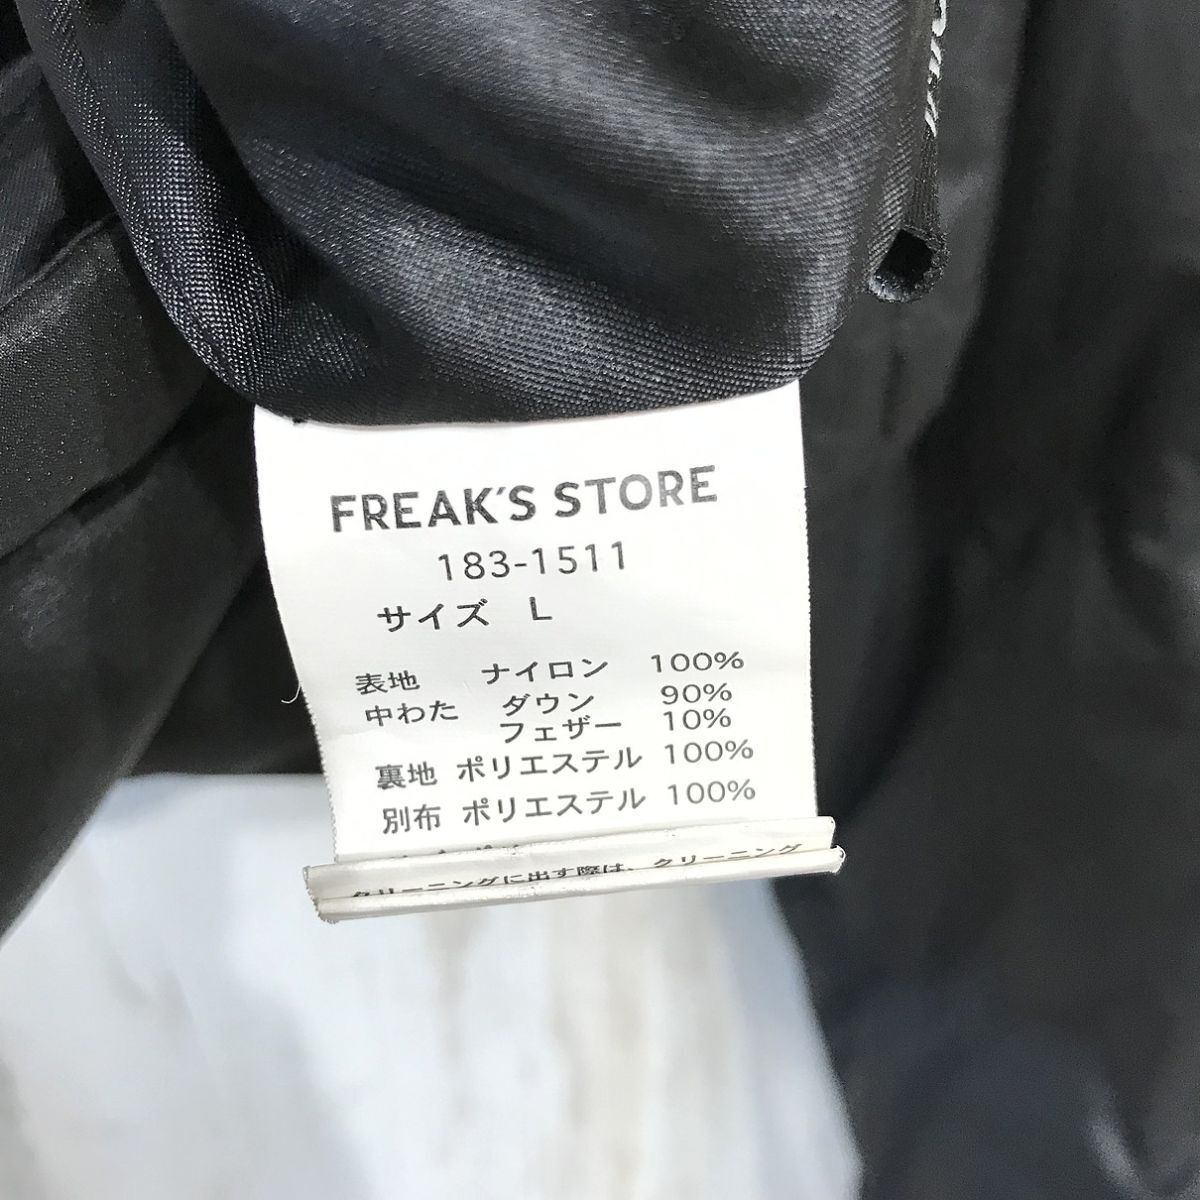 FREAK'S STORE
183-1511
サイズ L
表地 ナイロン 100%
中わた ダウン 90%
フェザー 10%
裏地 ポリエステル 100%
別布 ポリエステル 100%
クリーニングに出す際は、クリーニング